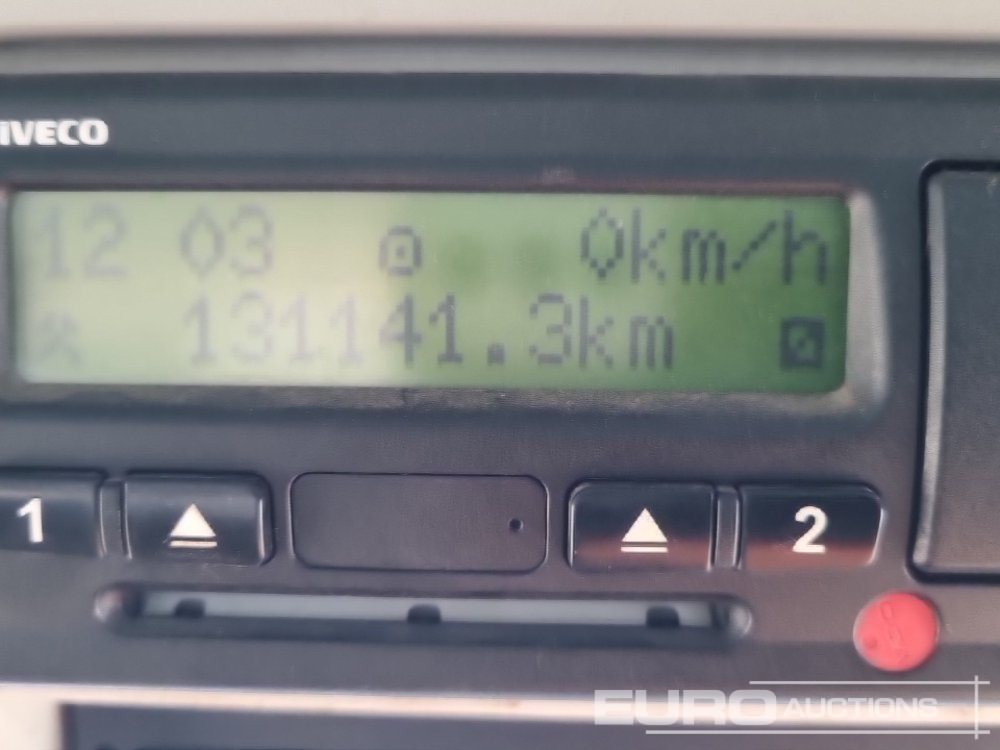 IVECO
12 03 0km/h
131141.3km
1 2
EURO AUCTIONS